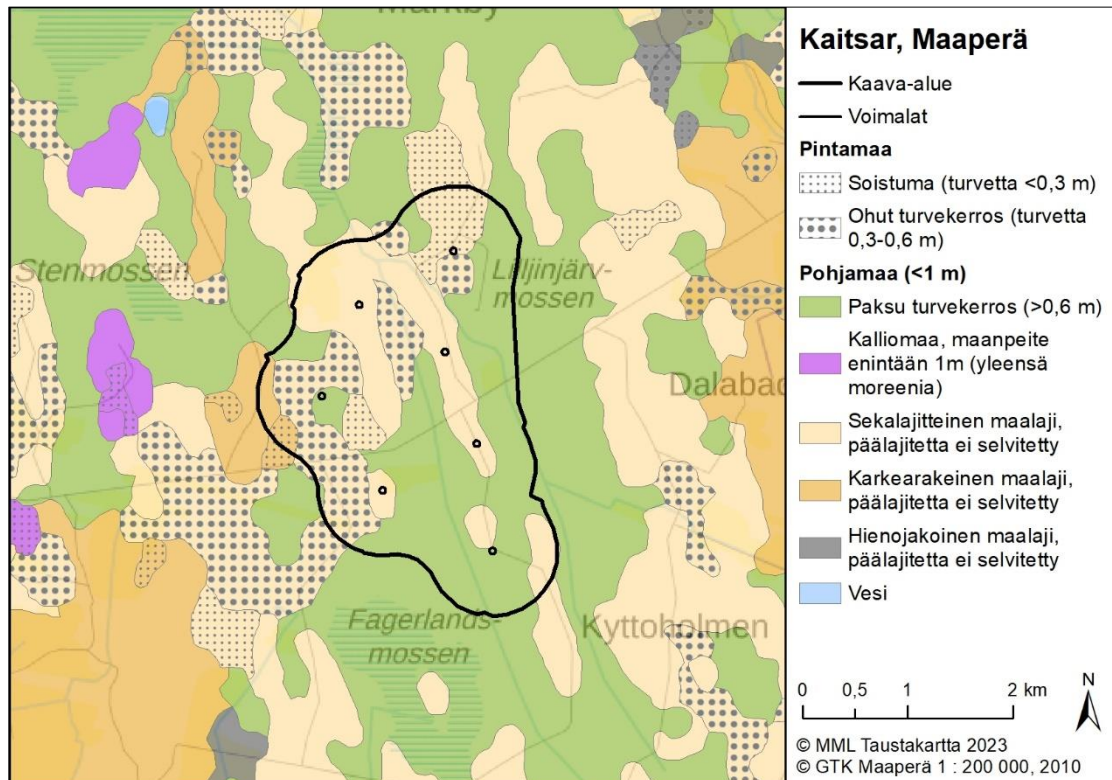 Markby
Stenmossen
Lilljinjärv-
mossen
Dalabac
Fagerlands-
mossen
Kyttoholmen
Kaitsar, Maaperä
Kaava-alue
Voimalat
Pintamaa
Soistuma (turvetta <0,3 m)
Ohut turvekerros (turvetta
0,3-0,6 m)
Pohjamaa (<1 m)
Paksu turvekerros (>0,6 m)
Kalliomaa, maanpeite
enintään 1m (yleensä
moreenia)
Sekalajitteinen maalaji,
päälajitetta ei selvitetty
Karkearakeinen maalaji,
päälajitetta ei selvitetty
Hienojakoinen maalaji,
päälajitetta ei selvitetty
Vesi
0 0,5 1 2 km
N
© MML Taustakartta 2023
© GTK Maaperä 1 : 200 000, 2010